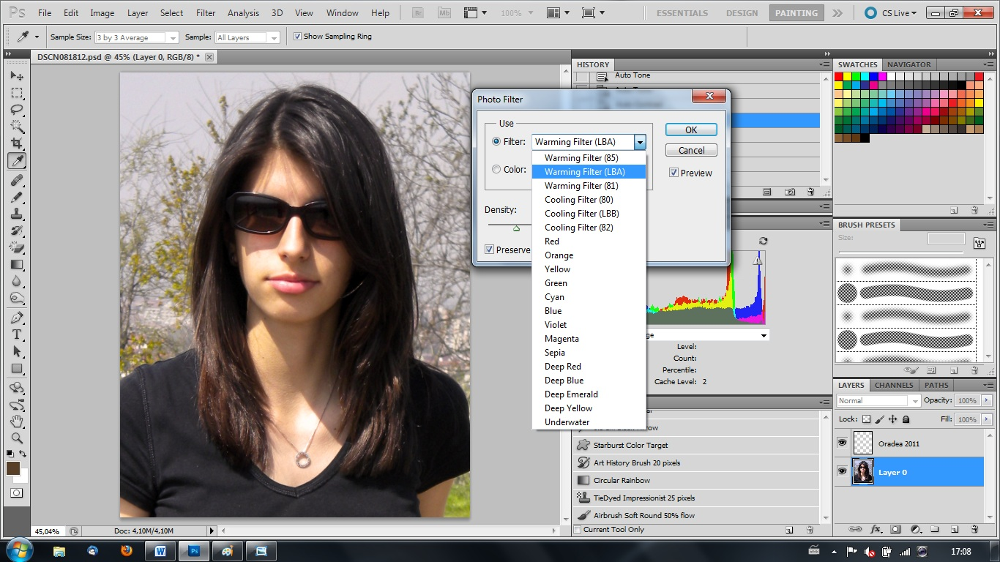 Ps File Edit Image Layer Select Filter Analysis 3D View Window Help Br Mb 100% ESSENTIALS DESIGN PAINTING CS Live
Sample Size: 3 by 3 Average Sample: All Layers Show Sampling Ring
DSCN081812.psd @ 45% (Layer 0, RGB/8) *
HISTORY
Auto Tone
Photo Filter
Use
Filter: Warming Filter (LBA)
Warming Filter (85)
Warming Filter (LBA)
Warming Filter (81)
Cooling Filter (80)
Cooling Filter (LBB)
Cooling Filter (82)
Red
Orange
Yellow
Green
Cyan
Blue
Violet
Magenta
Sepia
Deep Red
Deep Blue
Deep Emerald
Deep Yellow
Underwater
Color:
Density:
Preserve
OK
Cancel
Preview
Level:
Count:
Percentile:
Cache Level: 2
Starburst Color Target
Art History Brush 20 pixels
Circular Rainbow
TieDyed Impressionist 25 pixels
Airbrush Soft Round 50% flow
Current Tool Only
SWATCHES NAVIGATOR
BRUSH PRESETS
Size:
LAYERS CHANNELS PATHS
Normal Opacity: 100%
Lock: Fill: 100%
Oradea 2011
Layer 0
fx
45,04% Doc: 4,10M/4,10M
W Ps 17:08